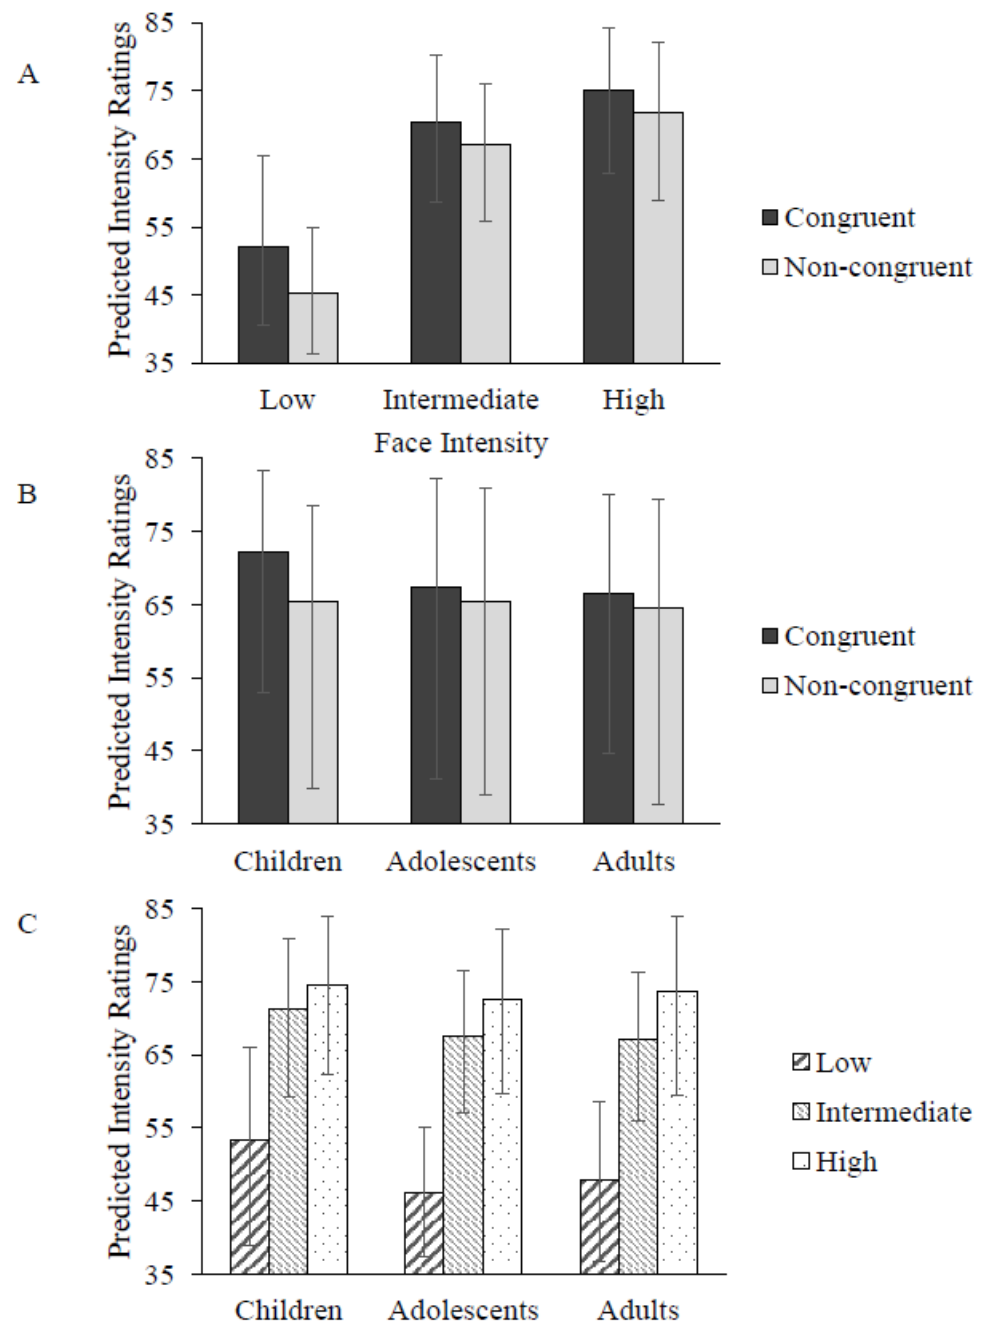 A
Predicted Intensity Ratings
85
75
65
55
45
35
Low Intermediate High
Face Intensity
Congruent
Non-congruent
B
Predicted Intensity Ratings
85
75
65
55
45
35
Children Adolescents Adults
Congruent
Non-congruent
C
Predicted Intensity Ratings
85
75
65
55
45
35
Children Adolescents Adults
Low
Intermediate
High